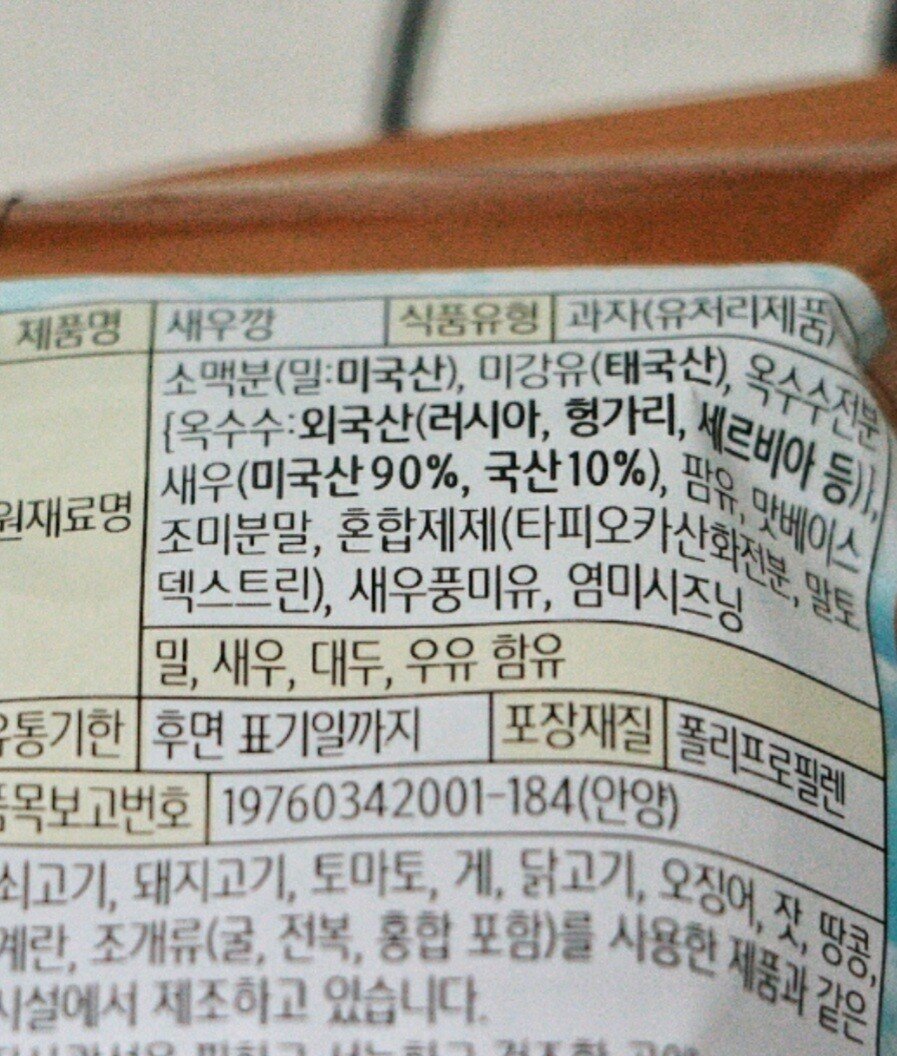 제품명 새우깡 식품유형 과자(유처리제품)
원재료명
소맥분(밀:미국산), 미강유(태국산), 옥수수전분
{옥수수:외국산(러시아, 헝가리, 세르비아 등)},
새우(미국산90%, 국산10%), 팜유, 맛베이스
조미분말, 혼합제제(타피오카산화전분, 말토
덱스트린), 새우풍미유, 염미시즈닝
밀, 새우, 대두, 우유 함유
유통기한 후면 표기일까지 포장재질 폴리프로필렌
품목보고번호 19760342001-184(안양)
쇠고기, 돼지고기, 토마토, 게, 닭고기, 오징어, 잣, 땅콩,
계란, 조개류(굴, 전복, 홍합 포함)를 사용한 제품과 같은
시설에서 제조하고 있습니다.